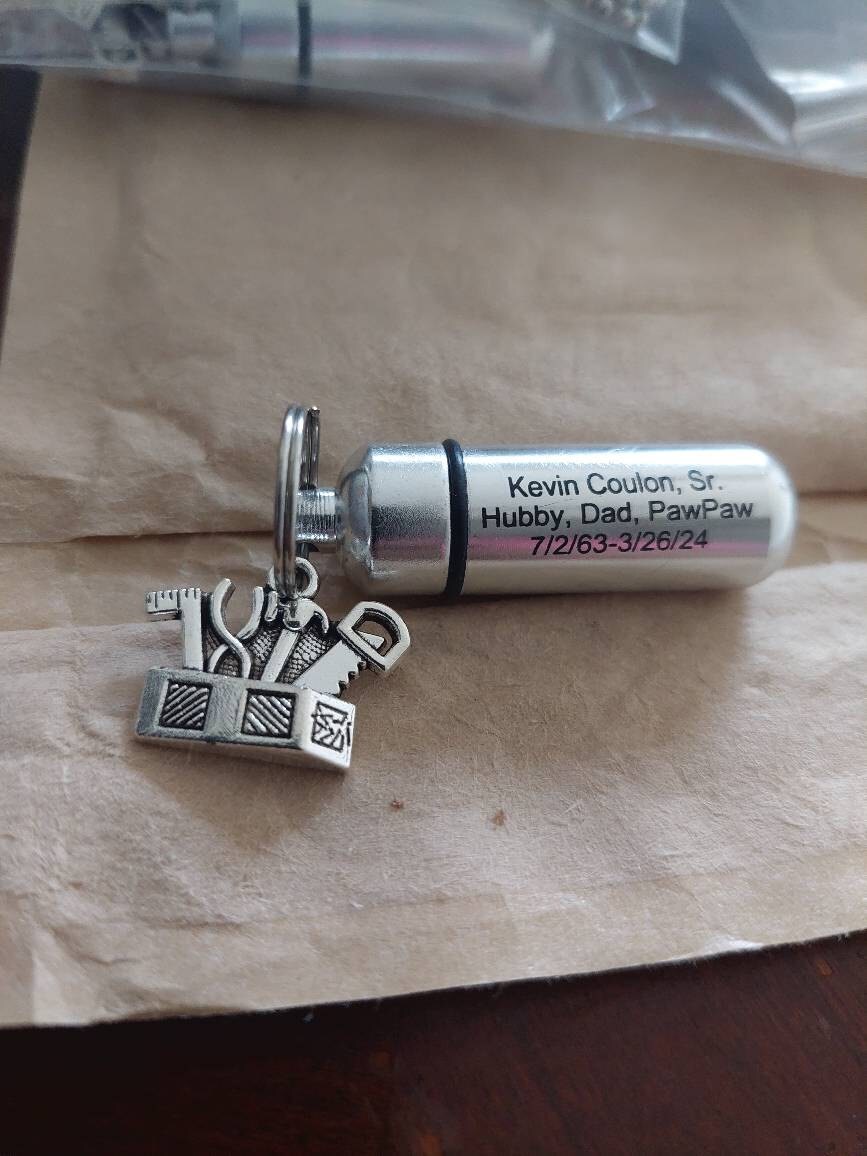 Kevin Coulon, Sr.
Hubby, Dad, PawPaw
7/2/63-3/26/24